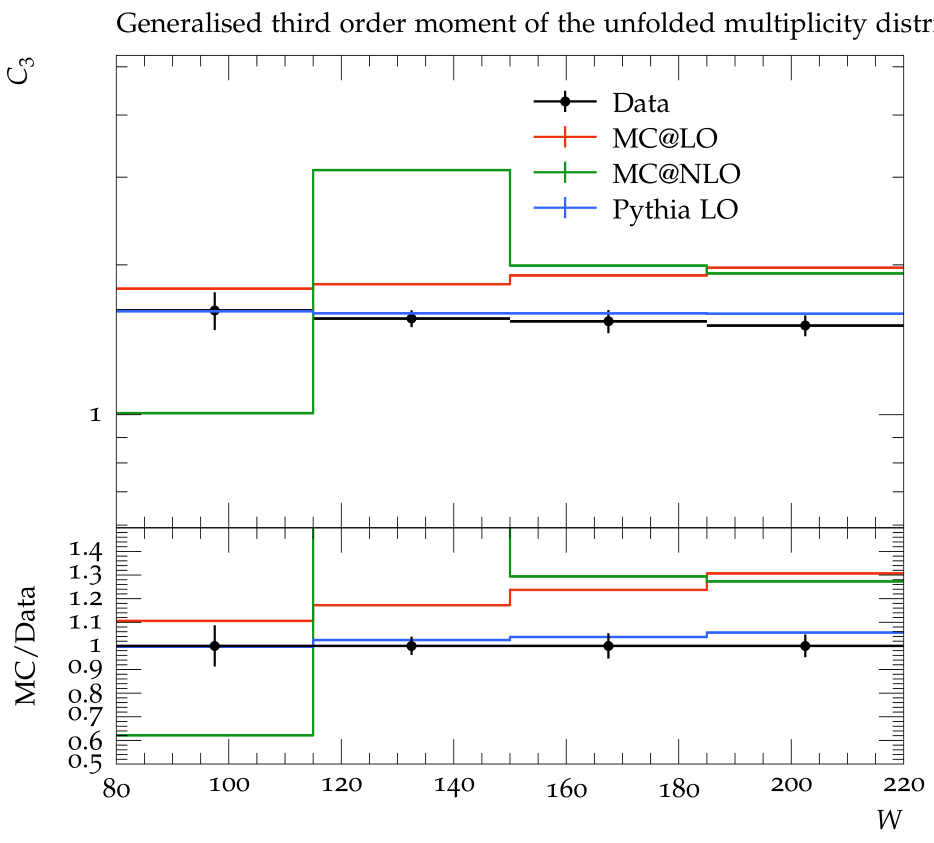 Generalised third order moment of the unfolded multiplicity distri
C3
Data
MC@LO
MC@NLO
Pythia LO
1
MC/Data
1.4
1.3
1.2
1.1
1
0.9
0.8
0.7
0.6
0.5
80 100 120 140 160 180 200 220
W